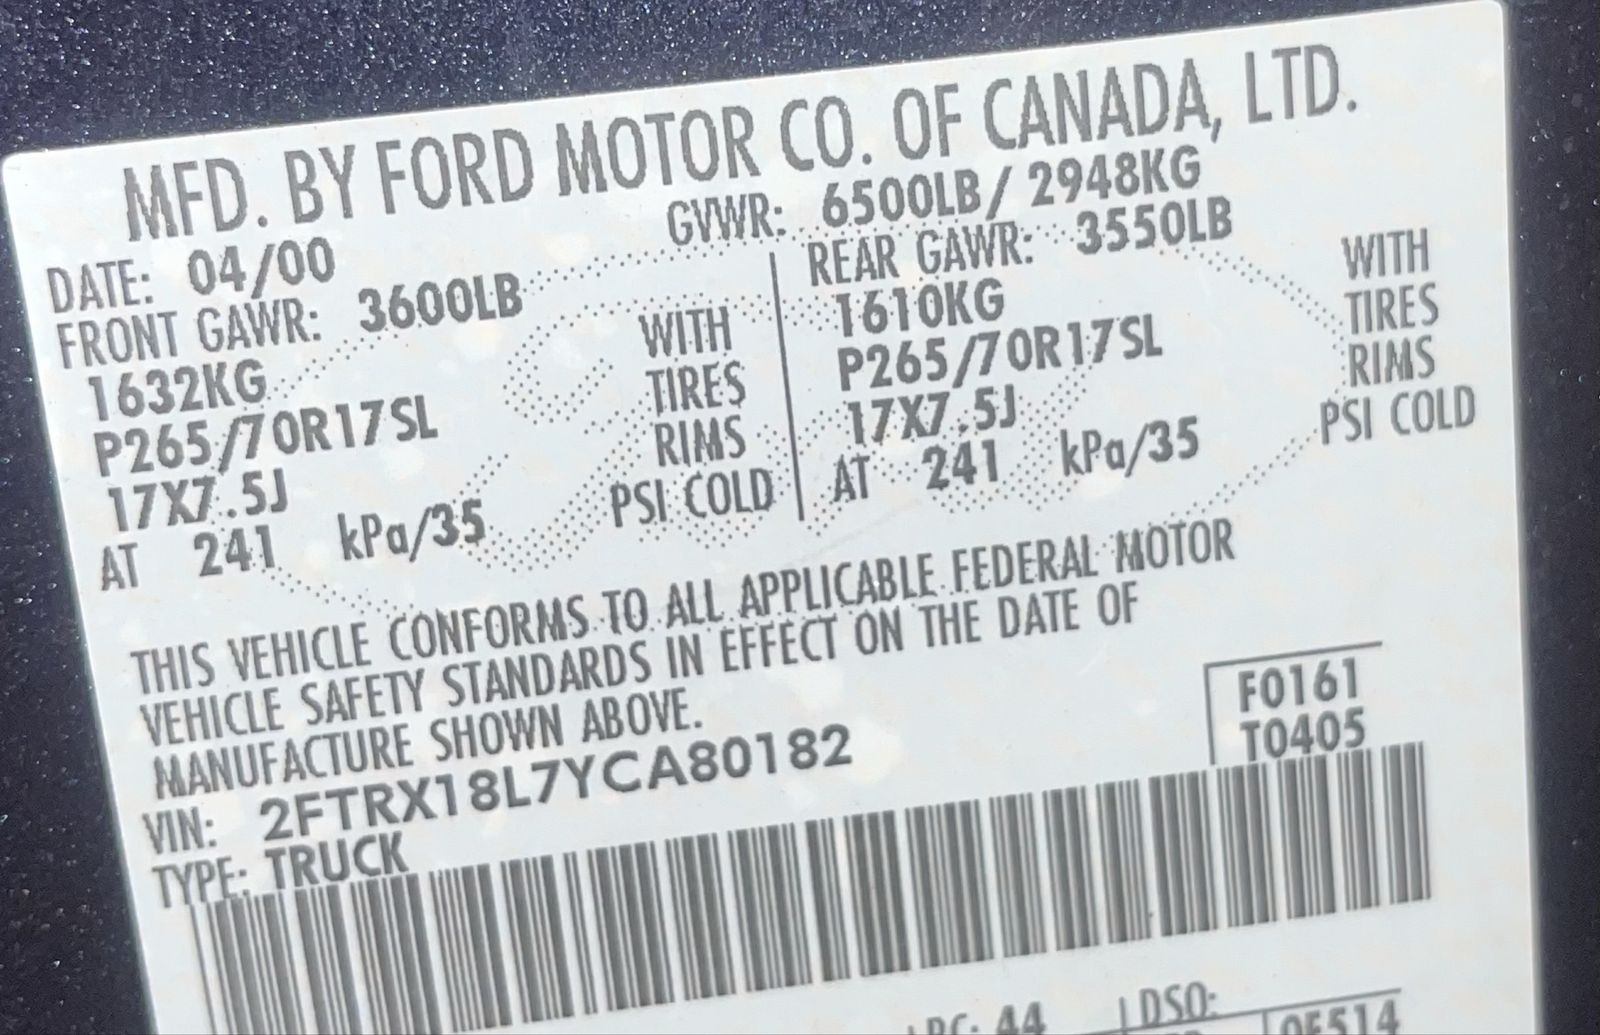 MFD. BY FORD MOTOR CO. OF CANADA, LTD.
DATE: 04/00 GVWR: 6500LB/ 2948KG
FRONT GAWR: 3600LB REAR GAWR: 3550LB
1632KG WITH 1610KG WITH
P265/70R17SL TIRES P265/70R17SL TIRES
17X7.5J RIMS 17X7.5J RIMS
AT 241 kPa/35 PSI COLD AT 241 kPa/35 PSI COLD
THIS VEHICLE CONFORMS TO ALL APPLICABLE FEDERAL MOTOR
VEHICLE SAFETY STANDARDS IN EFFECT ON THE DATE OF
MANUFACTURE SHOWN ABOVE.
VIN: 2FTRX18L7YCA80182 F0161
TYPE: TRUCK T0405
44 DSO: